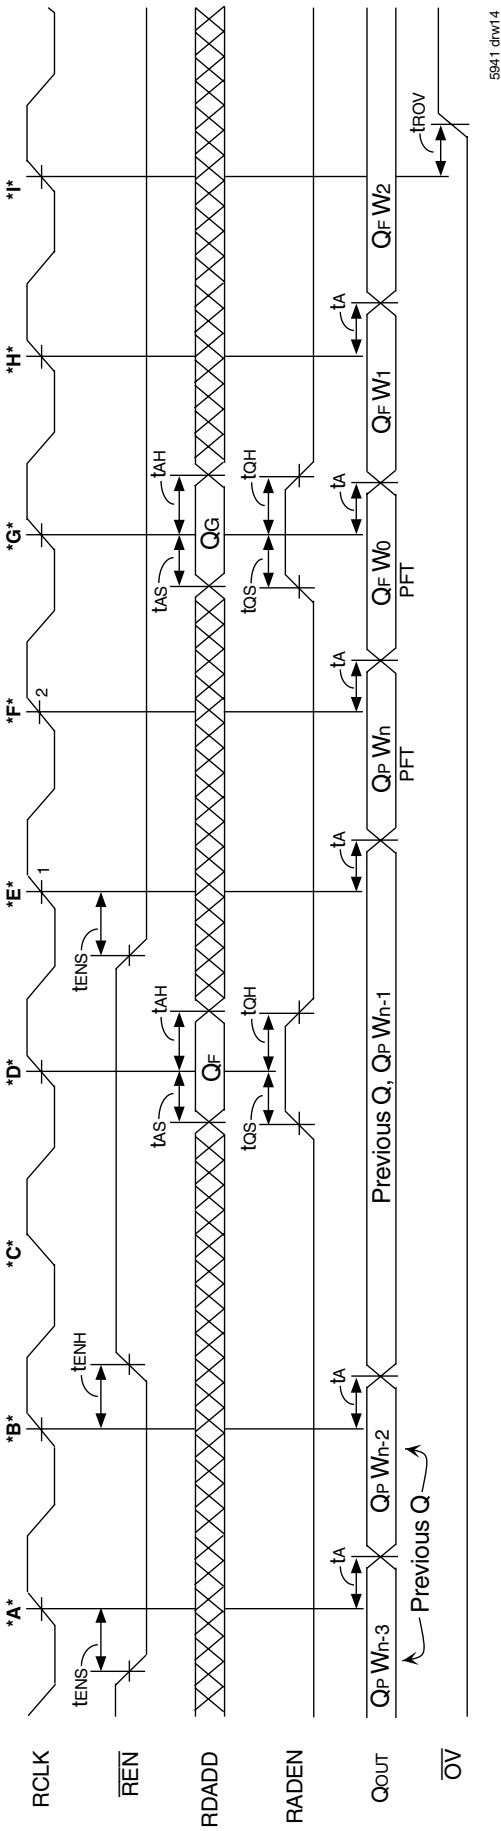 *A* *B* *C* *D* *E* *F* *G* *H* *I*
RCLK 1 2
tENS tENH tENS
REN
tAS tAH tAS tAH
RDADD QF QG
tQS tQH tQS tQH
RADEN
tA tA tA tA tA tA tA
QOUT QP Wn-3 QP Wn-2 Previous Q, QP Wn-1 QP Wn QF W0 QF W1 QF W2
PFT PFT
Previous Q
tROV
OV
5941 drw14